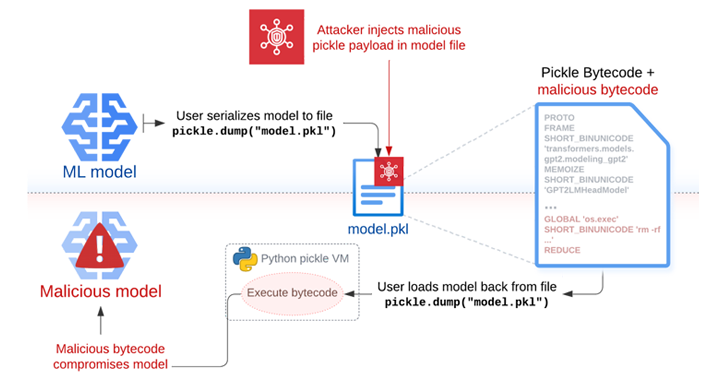 Attacker injects malicious
pickle payload in model file
Pickle Bytecode +
malicious bytecode
User serializes model to file
pickle.dump("model.pkl")
ML model
PROTO
FRAME
SHORT_BINUNICODE
'transformers.models.
gpt2.modeling_gpt2'
MEMOIZE
SHORT_BINUNICODE
'GPT2LMHeadModel'
...
GLOBAL 'os.exec'
SHORT_BINUNICODE 'rm -rf
...'
REDUCE
model.pkl
Python pickle VM
Execute bytecode
User loads model back from file
pickle.dump("model.pkl")
!
Malicious model
Malicious bytecode
compromises model